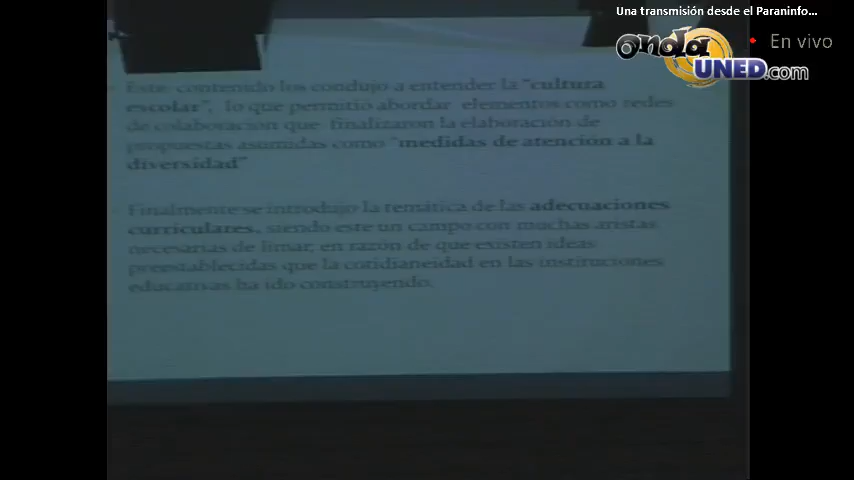 Una transmisión desde el Paraninfo...
onda UNED.com
En vivo
Este contenido los condujo a entender la "cultura
escolar", lo que permitió abordar elementos como redes
de colaboración que finalizaron la elaboración de
propuestas asumidas como "medidas de atención a la
diversidad"
Finalmente se introdujo la temática de las adecuaciones
curriculares, siendo este un campo con muchas aristas
necesarias de limar, en razón de que existen ideas
preestablecidas que la cotidianeidad en las instituciones
educativas ha ido construyendo.